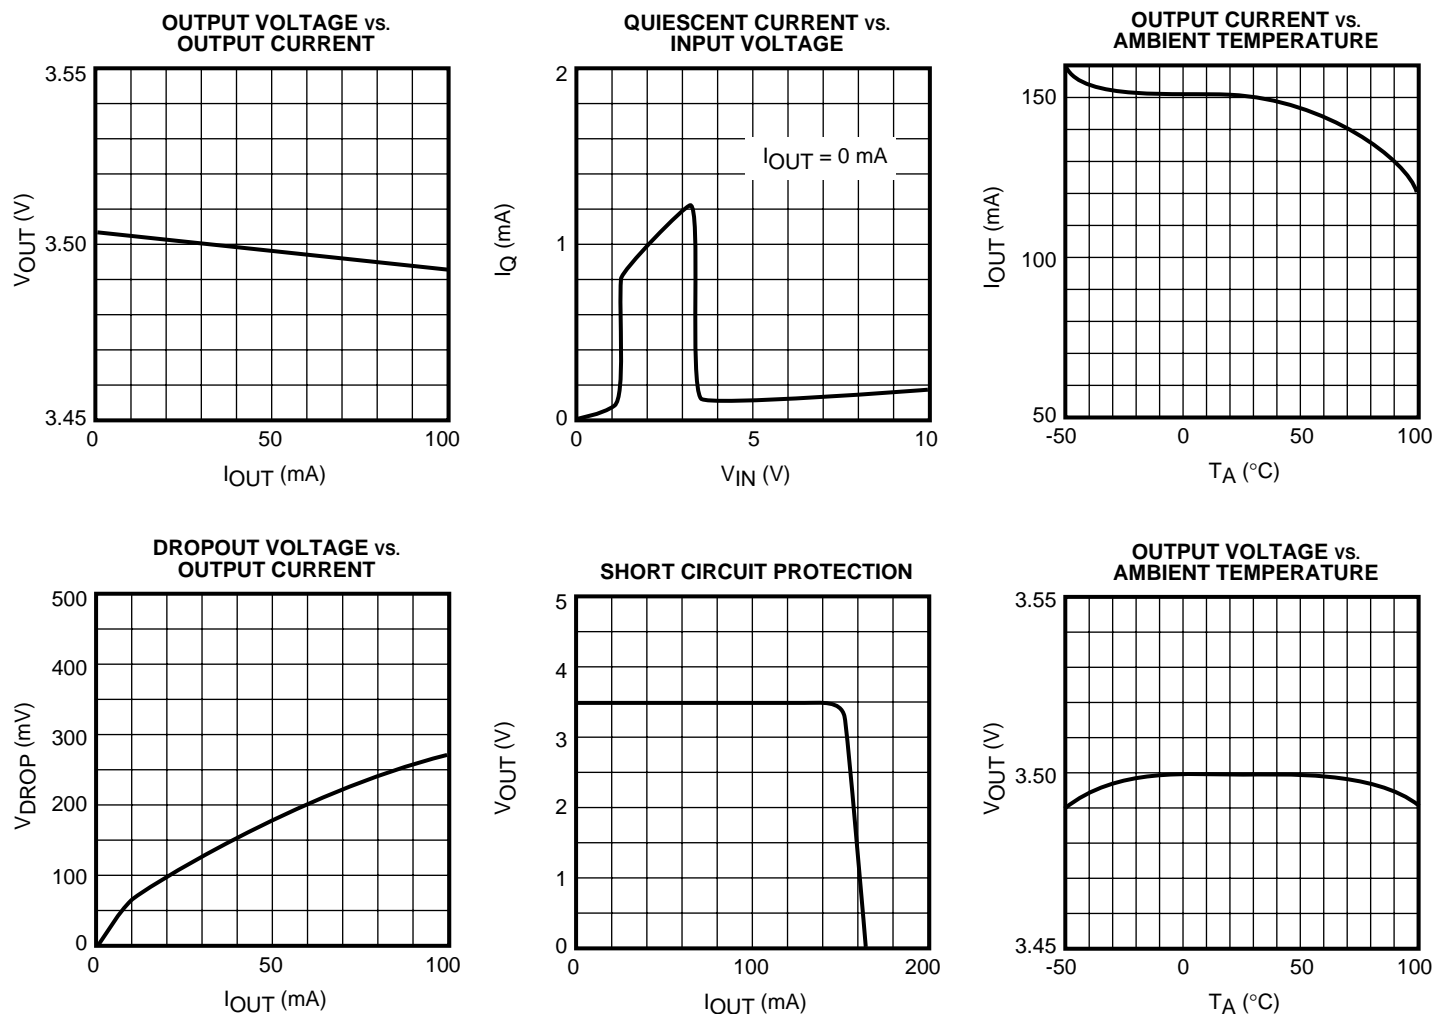 OUTPUT VOLTAGE VS.
OUTPUT CURRENT
3.55
3.50
3.45
VOUT (V)
0 50 100
IOUT (mA)
QUIESCENT CURRENT VS.
INPUT VOLTAGE
2
1
0
IQ (mA)
IOUT = 0 mA
0 5 10
VIN (V)
OUTPUT CURRENT VS.
AMBIENT TEMPERATURE
150
100
50
IOUT (mA)
-50 0 50 100
TA (°C)
DROPOUT VOLTAGE VS.
OUTPUT CURRENT
500
400
300
200
100
0
VDROP (mV)
0 50 100
IOUT (mA)
SHORT CIRCUIT PROTECTION
5
4
3
2
1
0
VOUT (V)
0 100 200
IOUT (mA)
OUTPUT VOLTAGE VS.
AMBIENT TEMPERATURE
3.55
3.50
3.45
VOUT (V)
-50 0 50 100
TA (°C)